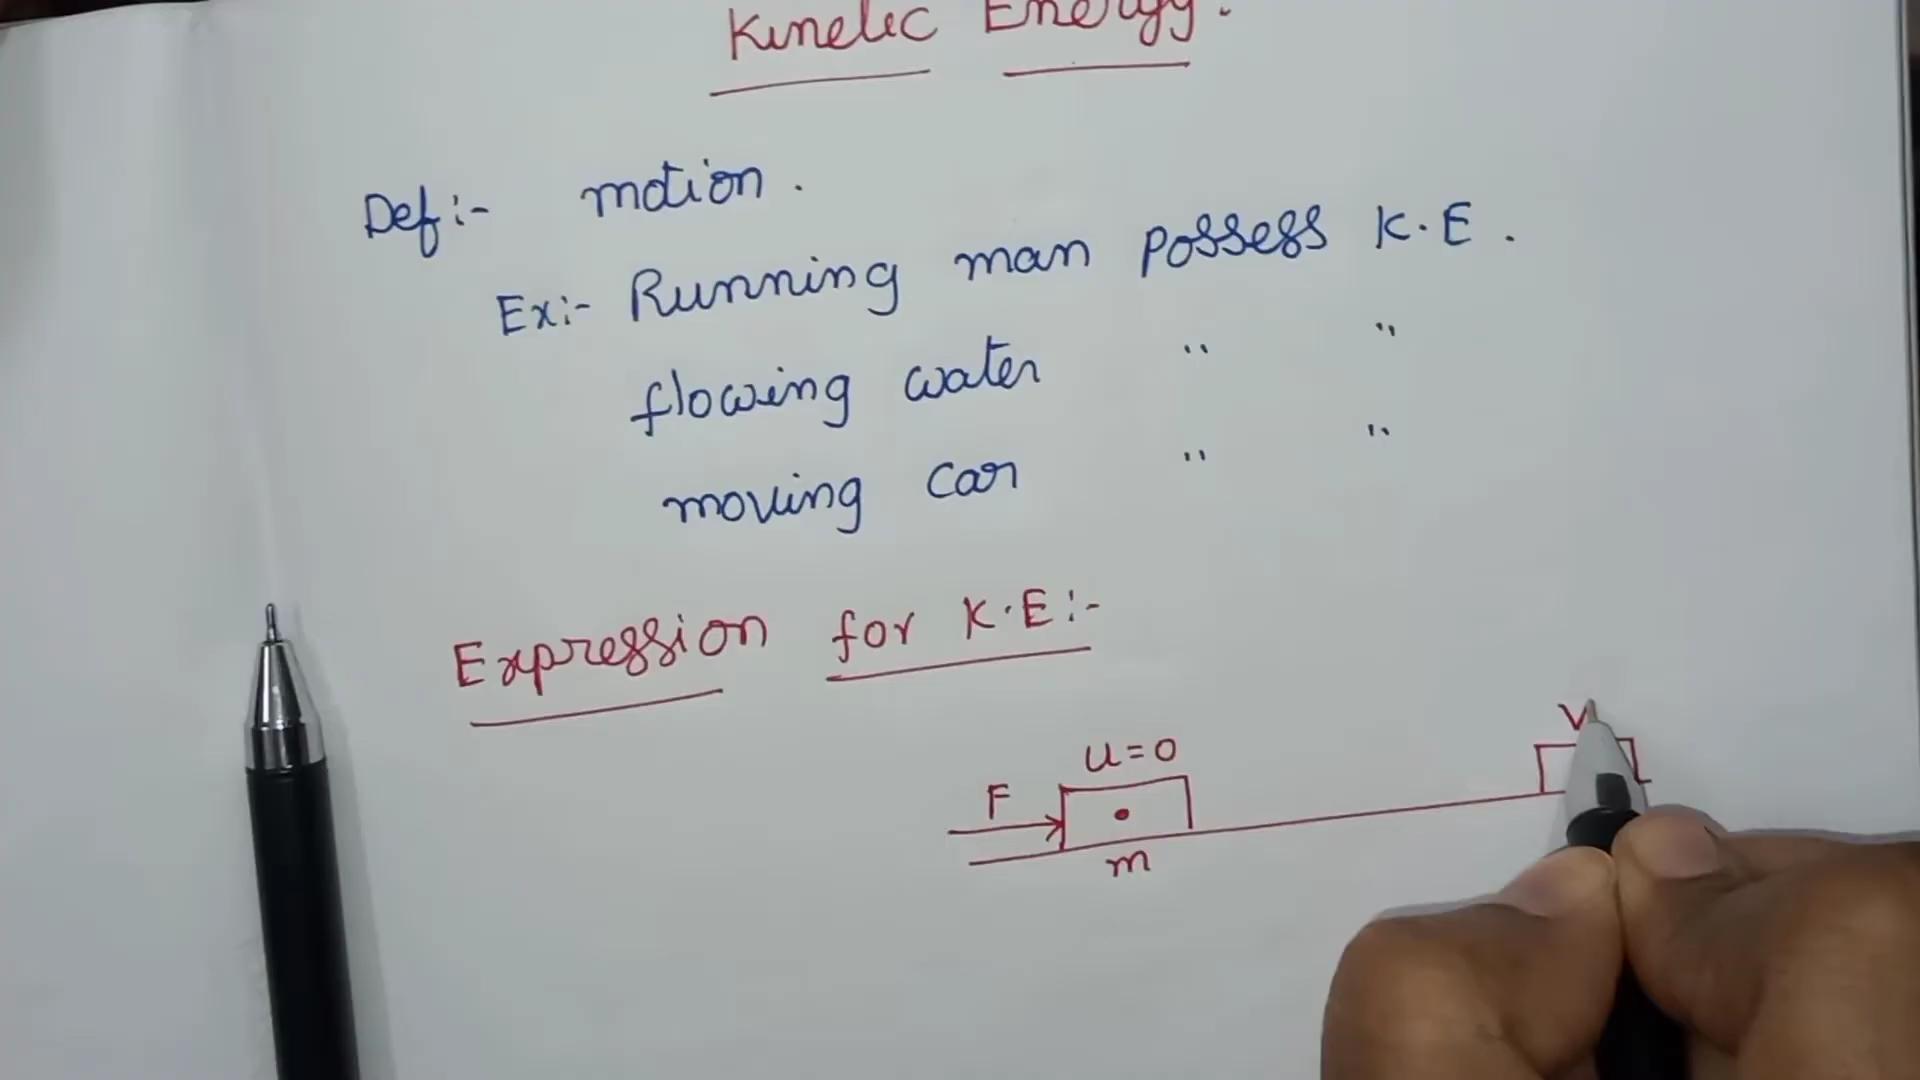 Kinetic Energy.
Def:- motion.
Ex:- Running man possess K.E.
flowing water " "
moving car " "
Expression for K.E:-
V
U=0
F
m